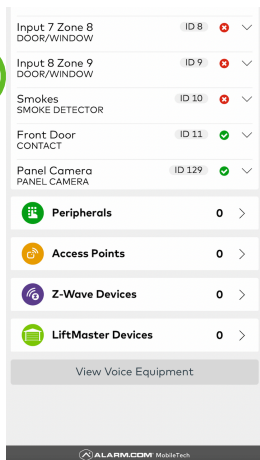 Input 7 Zone 8
ID 8
DOOR/WINDOW
Input 8 Zone 9
ID 9
DOOR/WINDOW
Smokes
ID 10
SMOKE DETECTOR
Front Door
ID 11
CONTACT
Panel Camera
ID 129
PANEL CAMERA
Peripherals 0
Access Points 0
Z-Wave Devices 0
LiftMaster Devices 0
View Voice Equipment
ALARM.COM® MobileTech